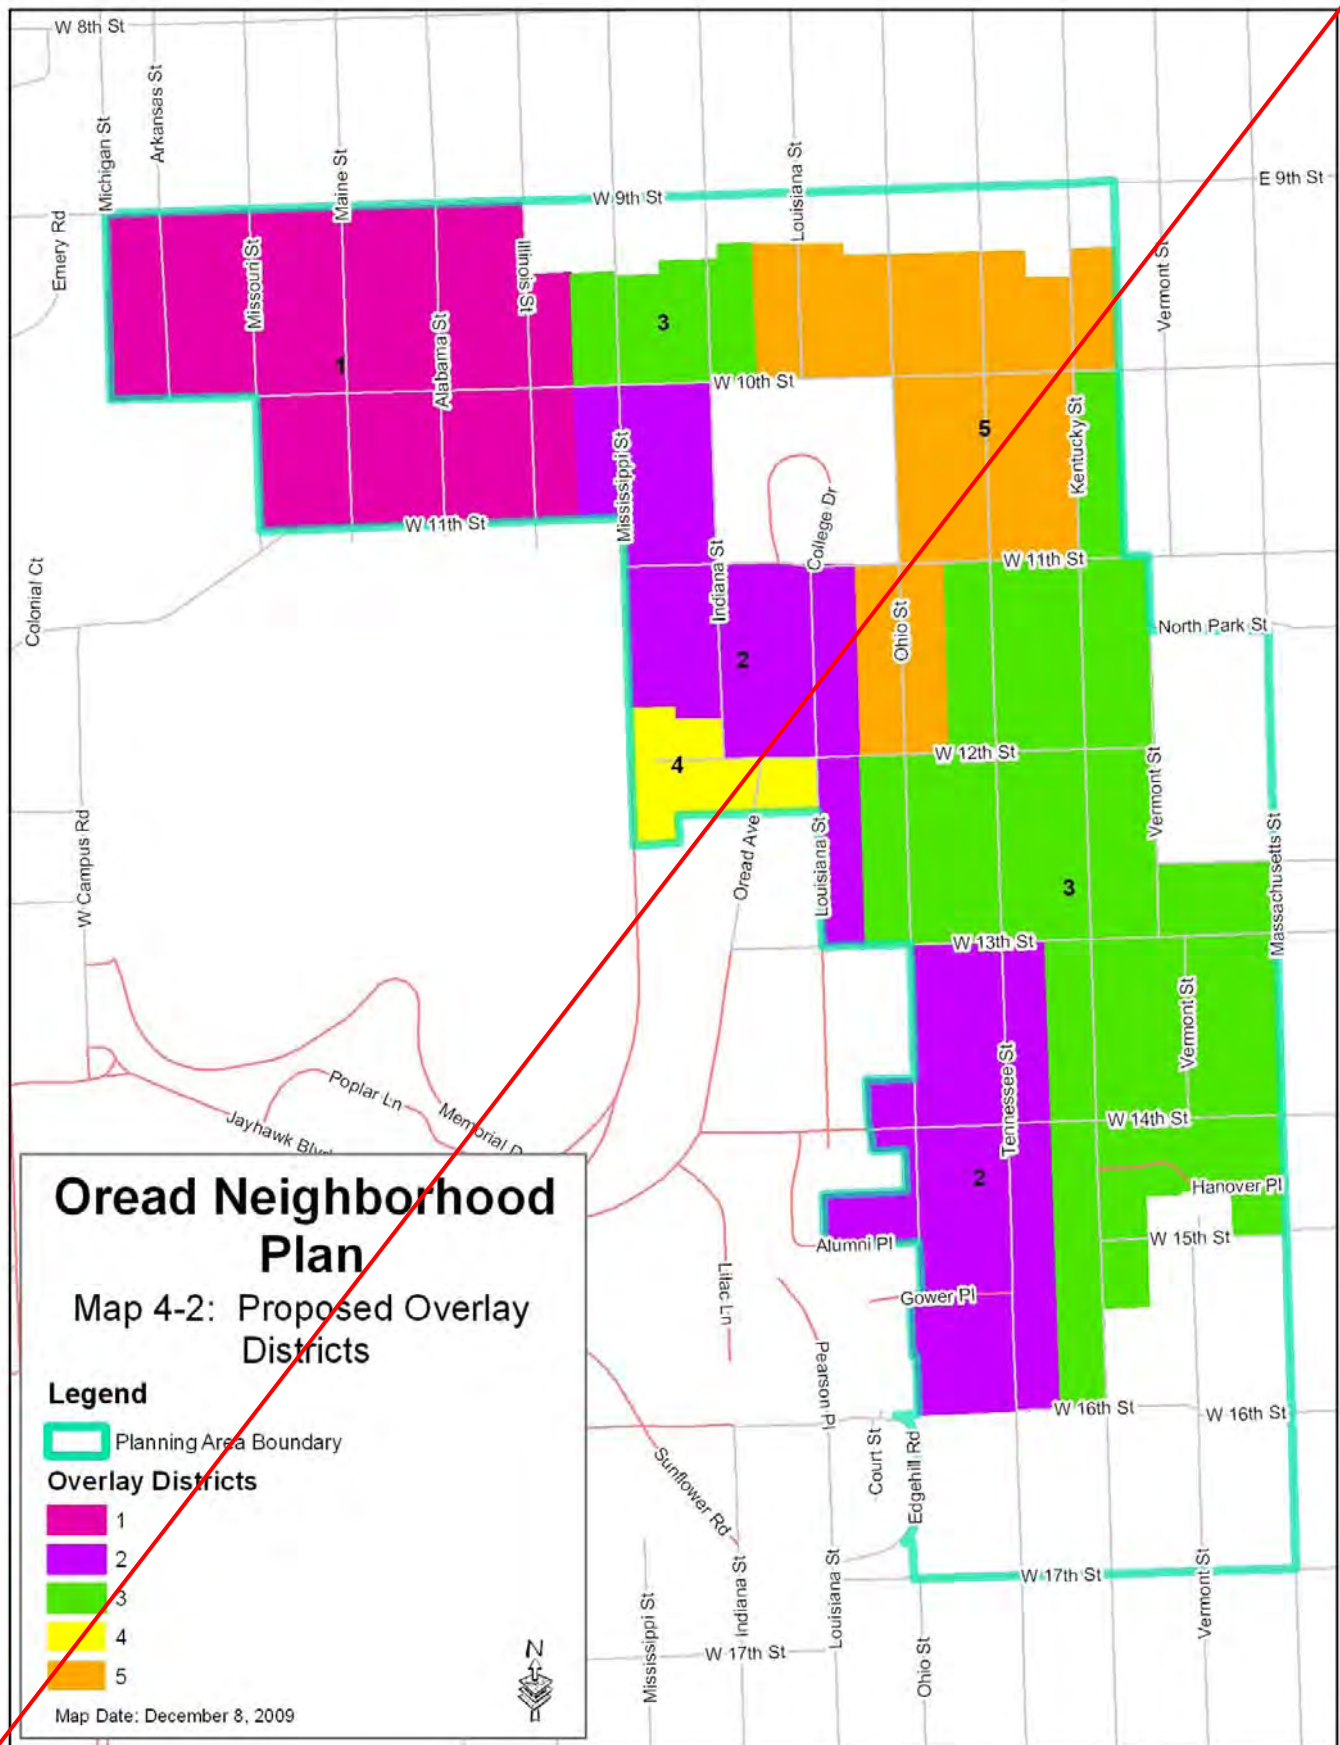 W 8th St
Michigan St
Arkansas St
Maine St
Louisiana St
E 9th St
W 9th St
Emery Rd
Missouri St
Illinois St
Vermont St
Alabama St
3
1
W 10th St
5
Kentucky St
Mississippi St
College Dr
W 11th St
W 11th St
Colonial Ct
Indiana St
Ohio St
North Park St
2
W 12th St
4
Vermont St
W Campus Rd
Oread Ave
Louisiana St
Massachusetts St
3
W 13th St
Vermont St
Tennessee St
Poplar Ln
Memorial D
Jayhawk Blvd
W 14th St
2
Hanover Pl
W 15th St
Alumni Pl
Lilac Ln
Gower Pl
Pearson Pl
W 16th St
W 16th St
Court St
Edgehill Rd
Sunflower Rd
W 17th St
Mississippi St
Indiana St
Louisiana St
Ohio St
Vermont St
W 17th St
Oread Neighborhood
Plan
Map 4-2: Proposed Overlay
Districts
Legend
Planning Area Boundary
Overlay Districts
1
2
3
4
5
N
Map Date: December 8, 2009